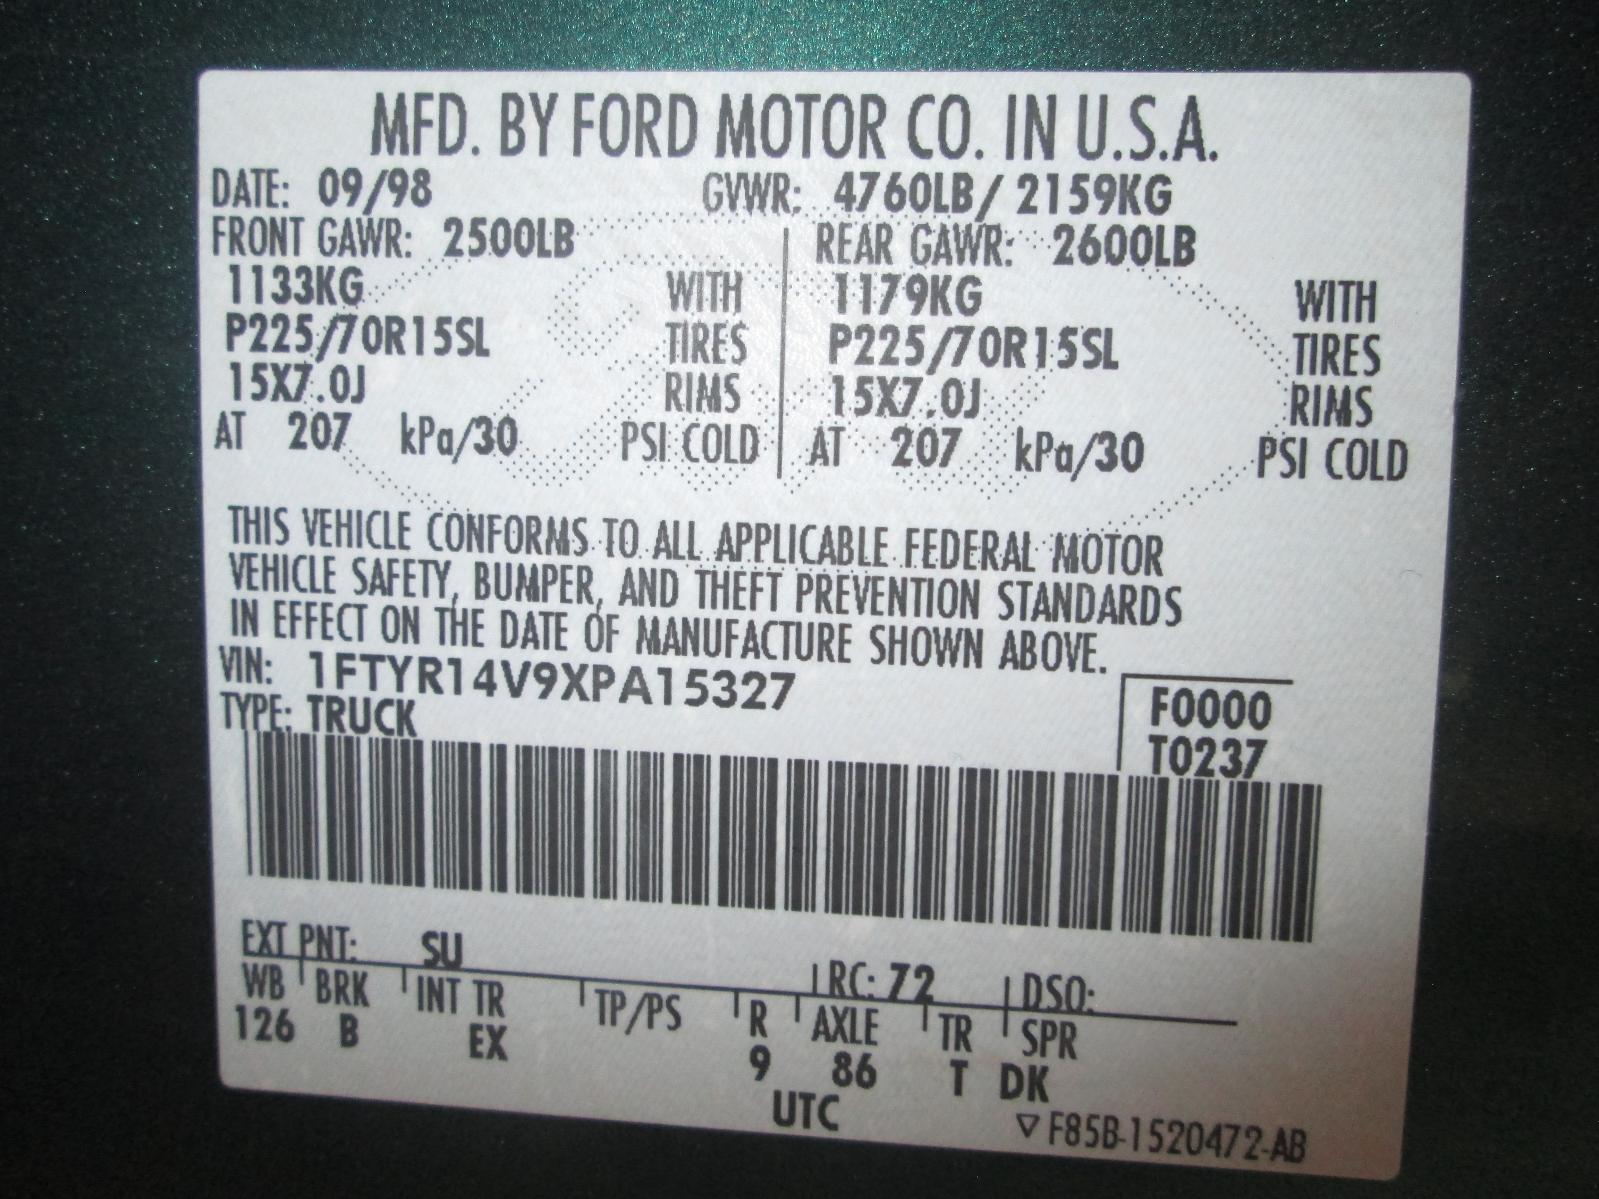 MFD. BY FORD MOTOR CO. IN U.S.A.
DATE: 09/98 GVWR: 4760LB/ 2159KG
FRONT GAWR: 2500LB REAR GAWR: 2600LB
1133KG WITH 1179KG WITH
P225/70R15SL TIRES P225/70R15SL TIRES
15X7.0J RIMS 15X7.0J RIMS
AT 207 kPa/30 PSI COLD AT 207 kPa/30 PSI COLD
THIS VEHICLE CONFORMS TO ALL APPLICABLE FEDERAL MOTOR
VEHICLE SAFETY, BUMPER, AND THEFT PREVENTION STANDARDS
IN EFFECT ON THE DATE OF MANUFACTURE SHOWN ABOVE.
VIN: 1FTYR14V9XPA15327 F0000
TYPE: TRUCK T0237
EXT PNT: SU RC: 72 DSO:
WB BRK INT TR TP/PS R AXLE TR SPR
126 B EX 9 86 T DK
UTC ▽F85B-1520472-AB